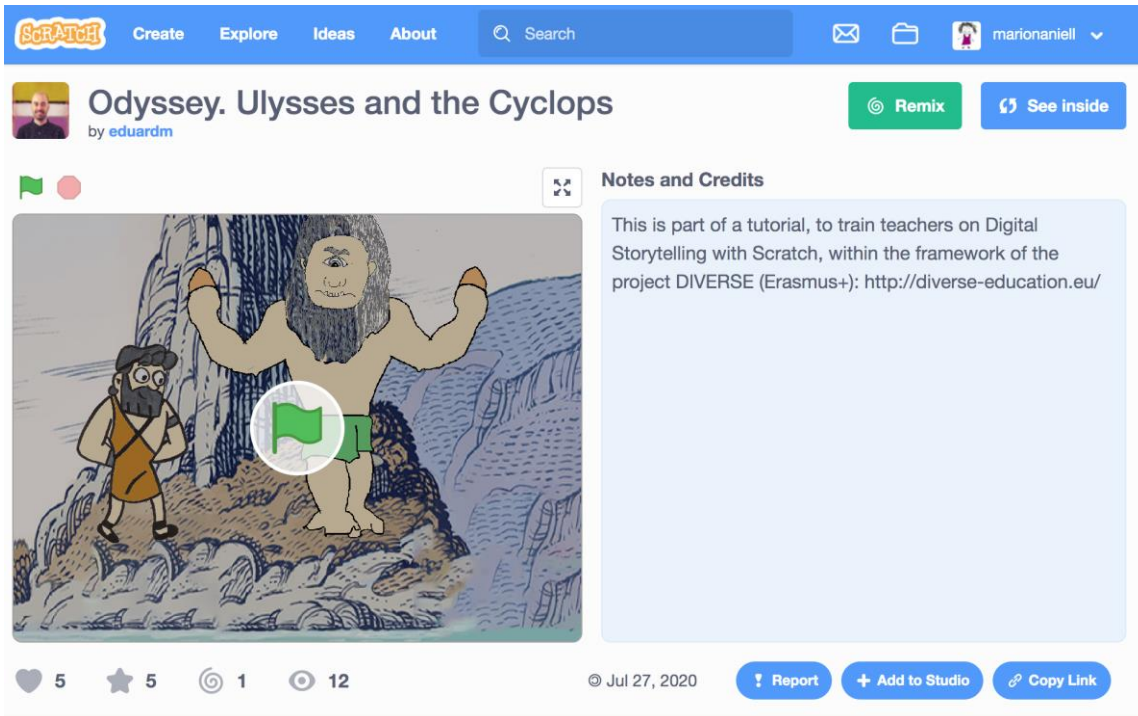 SCRATCH Create Explore Ideas About Search marionaniell
Odyssey. Ulysses and the Cyclops
by eduardm
Remix See inside
Notes and Credits
This is part of a tutorial, to train teachers on Digital
Storytelling with Scratch, within the framework of the
project DIVERSE (Erasmus+): http://diverse-education.eu/
5 5 1 12
Jul 27, 2020 Report Add to Studio Copy Link